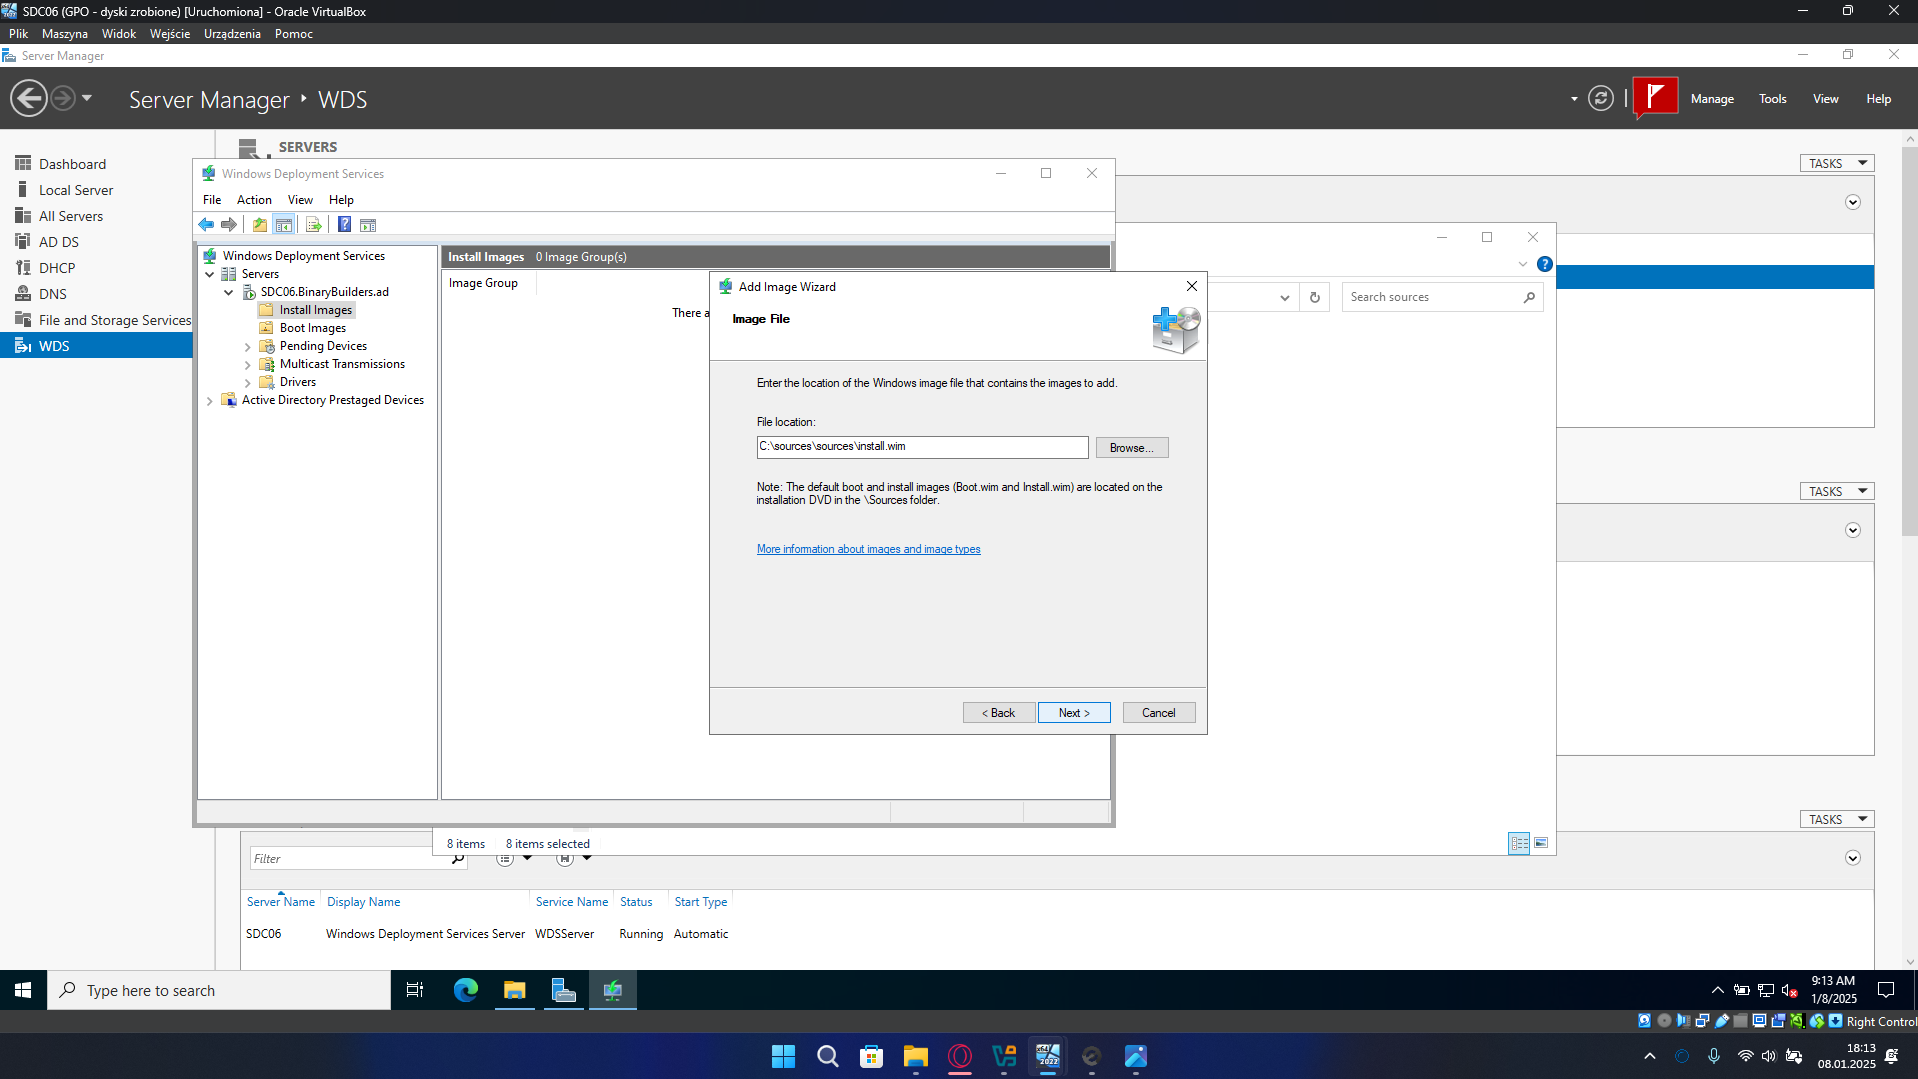 SDC06 (GPO - dyski zrobione) [Uruchomiona] - Oracle VirtualBox
Plik Maszyna Widok Wejście Urządzenia Pomoc
Server Manager
Server Manager WDS
Manage Tools View Help
Dashboard
Local Server
All Servers
AD DS
DHCP
DNS
File and Storage Services
WDS
SERVERS
TASKS
Windows Deployment Services
File Action View Help
Windows Deployment Services
Servers
SDC06.BinaryBuilders.ad
Install Images
Boot Images
Pending Devices
Multicast Transmissions
Drivers
Active Directory Prestaged Devices
Install Images 0 Image Group(s)
Image Group
There a
Search sources
Add Image Wizard
Image File
Enter the location of the Windows image file that contains the images to add.
File location:
C:\sources\sources\install.wim
Browse...
Note: The default boot and install images (Boot.wim and Install.wim) are located on the
installation DVD in the \Sources folder.
More information about images and image types
< Back Next > Cancel
TASKS
TASKS
8 items 8 items selected
Filter
Server Name Display Name Service Name Status Start Type
SDC06 Windows Deployment Services Server WDSServer Running Automatic
Type here to search
9:13 AM
1/8/2025
Right Control
x64
2022
18:13
08.01.2025